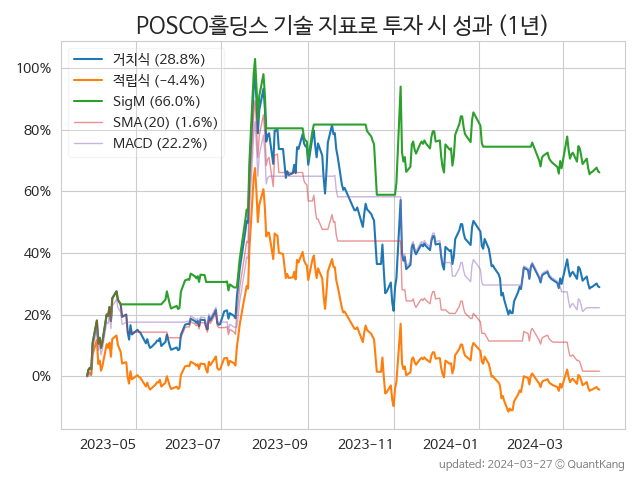 POSCO홀딩스 기술 지표로 투자 시 성과 (1년)
거치식 (28.8%)
적립식 (−4.4%)
SigM (66.0%)
SMA(20) (1.6%)
MACD (22.2%)
100%
80%
60%
40%
20%
0%
2023-05 2023-07 2023-09 2023-11 2024-01 2024-03
updated: 2024-03-27 © QuantKang